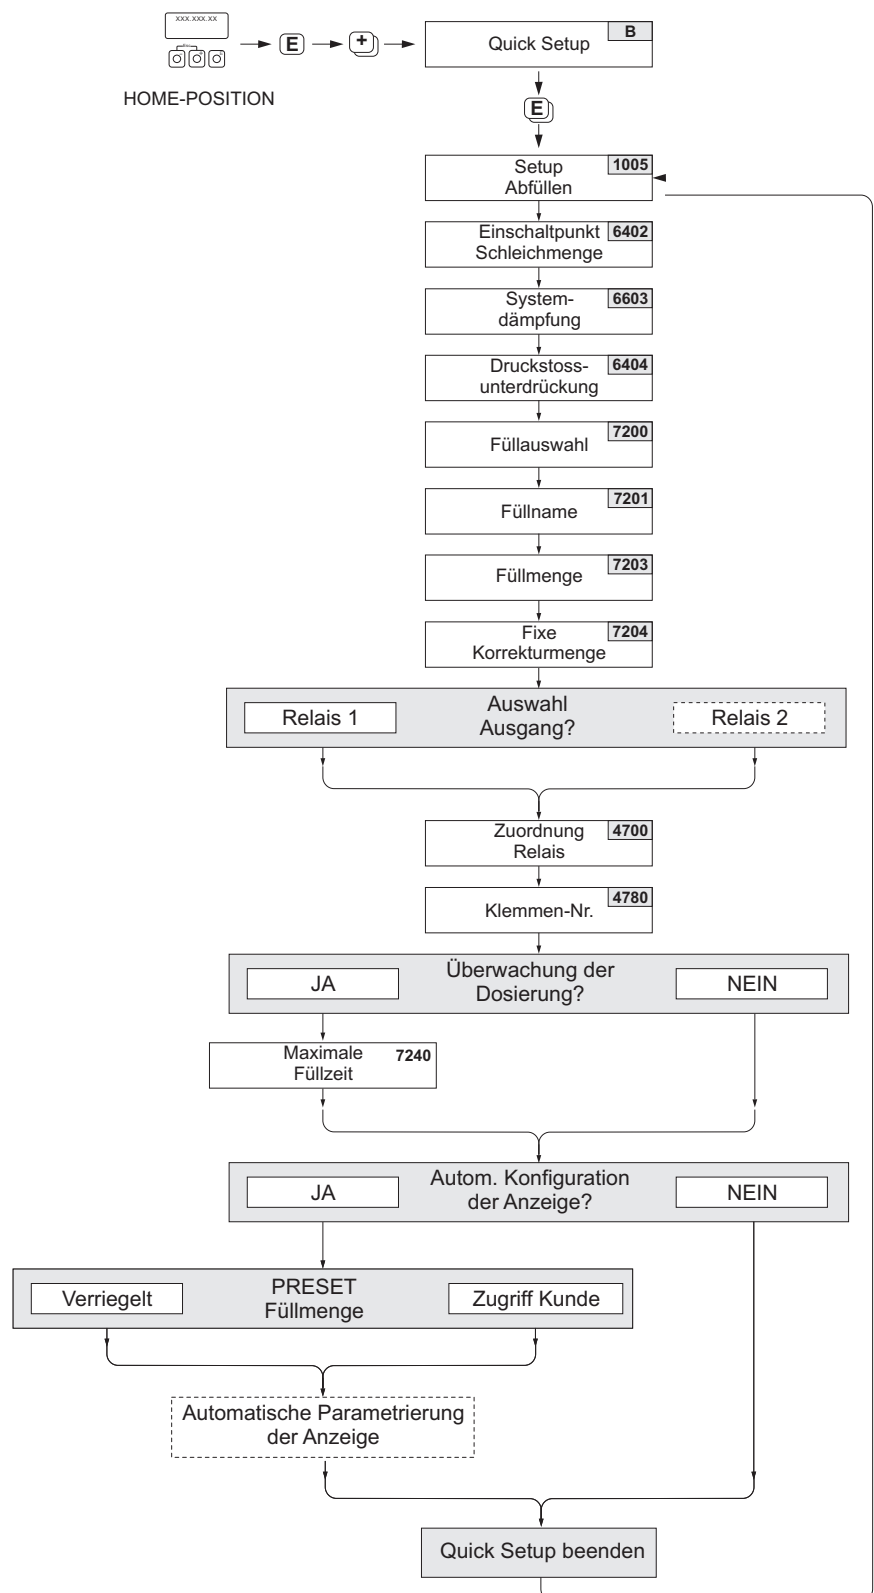 XXX.XXX.XX
HOME-POSITION
E
+
Quick Setup
B
E
Setup
Abfüllen
1005
Einschaltpunkt
Schleichmenge
6402
System-
dämpfung
6603
Druckstoss-
unterdrückung
6404
Füllauswahl
7200
Füllname
7201
Füllmenge
7203
Fixe
Korrekturmenge
7204
Auswahl
Ausgang?
Relais 1
Relais 2
Zuordnung
Relais
4700
Klemmen-Nr.
4780
Überwachung der
Dosierung?
JA
NEIN
Maximale
Füllzeit
7240
Autom. Konfiguration
der Anzeige?
JA
NEIN
PRESET
Füllmenge
Verriegelt
Zugriff Kunde
Automatische Parametrierung
der Anzeige
Quick Setup beenden